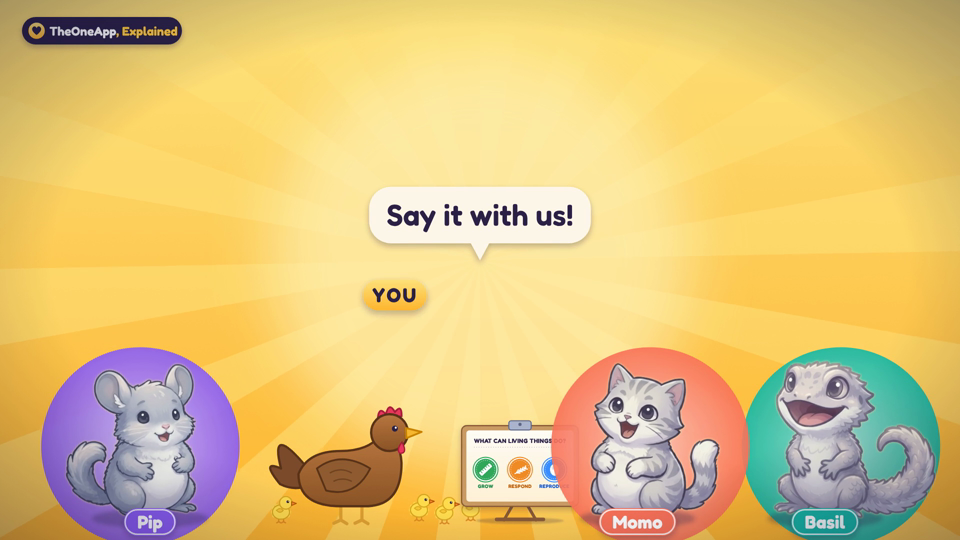 TheOneApp, Explained
Say it with us!
YOU
WHAT CAN LIVING THINGS
GROW
RESPOND
Pip
Momo
Basil